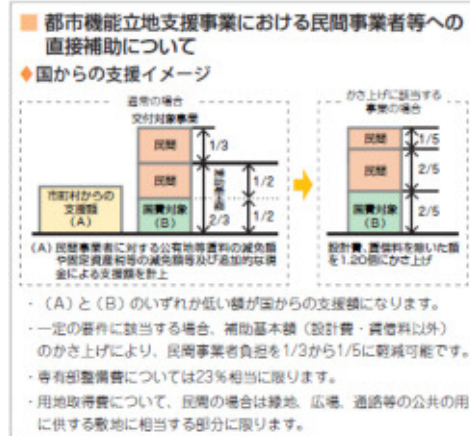 ■ 都市機能立地支援事業における民間事業者等への
直接補助について
◆国からの支援イメージ
通常の場合
交付対象事業
民間
1/3
民間
補助基本額
1/2
市町村からの
支援額
(A)
国費対象
(B)
2/3
1/2
(A) 民間事業者に対する公有地等賃料の減免額
や固定資産税等の減免額等及び追加的な現
金による支援額を計上
かさ上げに該当する
事業の場合
民間
1/5
民間
2/5
国費対象
(B)
2/5
設計費、賃借料を除いた額
を1.20倍にかさ上げ
・(A)と(B)のいずれか低い額が国からの支援額になります。
・一定の要件に該当する場合、補助基本額(設計費・賃借料以外)
のかさ上げにより、民間事業者負担を1/3から1/5に軽減可能です。
・専有部整備費については23%相当に限ります。
・用地取得費について、民間の場合は緑地、広場、通路等の公共の用
に供する敷地に相当する部分に限ります。